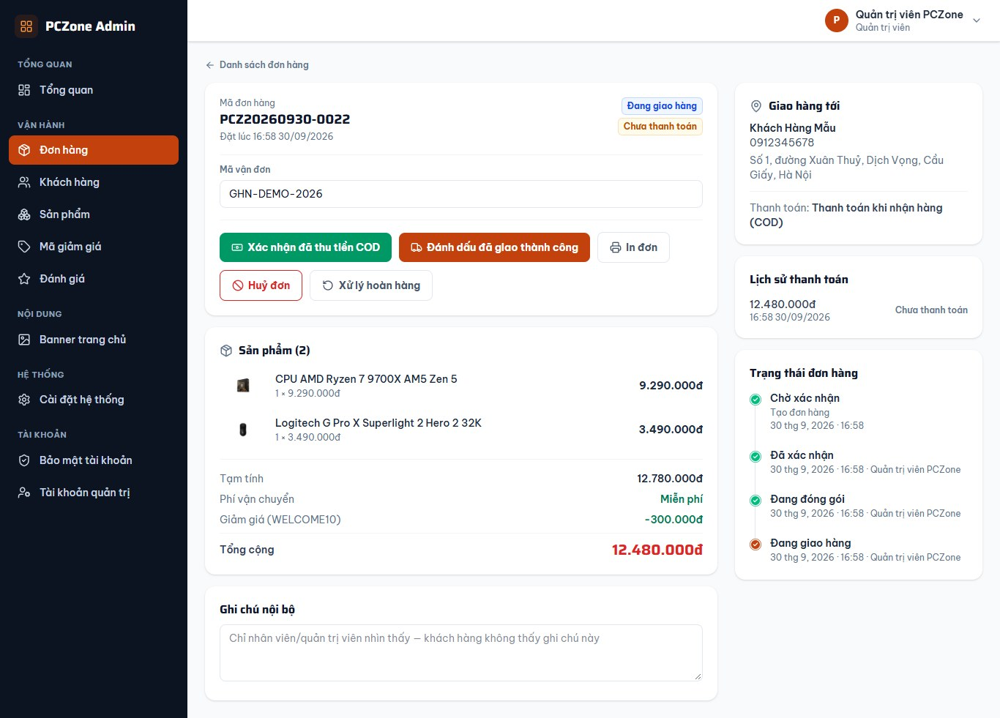 PCZone Admin
TỔNG QUAN
Tổng quan
VẬN HÀNH
Đơn hàng
Khách hàng
Sản phẩm
Mã giảm giá
Đánh giá
NỘI DUNG
Banner trang chủ
HỆ THỐNG
Cài đặt hệ thống
TÀI KHOẢN
Bảo mật tài khoản
Tài khoản quản trị
P
Quản trị viên PCZone
Quản trị viên
Danh sách đơn hàng
Mã đơn hàng
PCZ20260930-0022
Đặt lúc 16:58 30/09/2026
Đang giao hàng
Chưa thanh toán
Mã vận đơn
GHN-DEMO-2026
Xác nhận đã thu tiền COD
Đánh dấu đã giao thành công
In đơn
Huỷ đơn
Xử lý hoàn hàng
Sản phẩm (2)
CPU AMD Ryzen 7 9700X AM5 Zen 5
1 × 9.290.000đ
9.290.000đ
Logitech G Pro X Superlight 2 Hero 2 32K
1 × 3.490.000đ
3.490.000đ
Tạm tính
12.780.000đ
Phí vận chuyển
Miễn phí
Giảm giá (WELCOME10)
-300.000đ
Tổng cộng
12.480.000đ
Ghi chú nội bộ
Chỉ nhân viên/quản trị viên nhìn thấy — khách hàng không thấy ghi chú này
Giao hàng tới
Khách Hàng Mẫu
0912345678
Số 1, đường Xuân Thuỷ, Dịch Vọng, Cầu
Giấy, Hà Nội
Thanh toán: Thanh toán khi nhận hàng
(COD)
Lịch sử thanh toán
12.480.000đ
16:58 30/09/2026
Chưa thanh toán
Trạng thái đơn hàng
Chờ xác nhận
Tạo đơn hàng
30 thg 9, 2026 · 16:58
Đã xác nhận
30 thg 9, 2026 · 16:58 · Quản trị viên PCZone
Đang đóng gói
30 thg 9, 2026 · 16:58 · Quản trị viên PCZone
Đang giao hàng
30 thg 9, 2026 · 16:58 · Quản trị viên PCZone